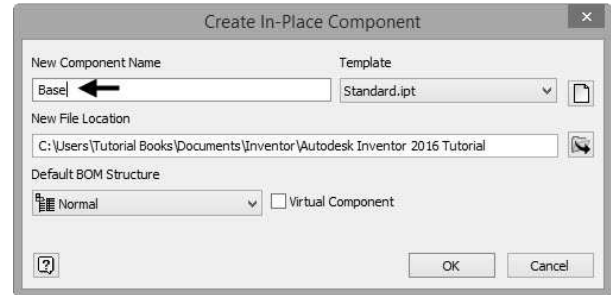 Create In-Place Component
New Component Name Template
Base Standard.ipt
New File Location
C:\Users\Tutorial Books\Documents\Inventor\Autodesk Inventor 2016 Tutorial
Default BOM Structure
Normal Virtual Component
OK Cancel